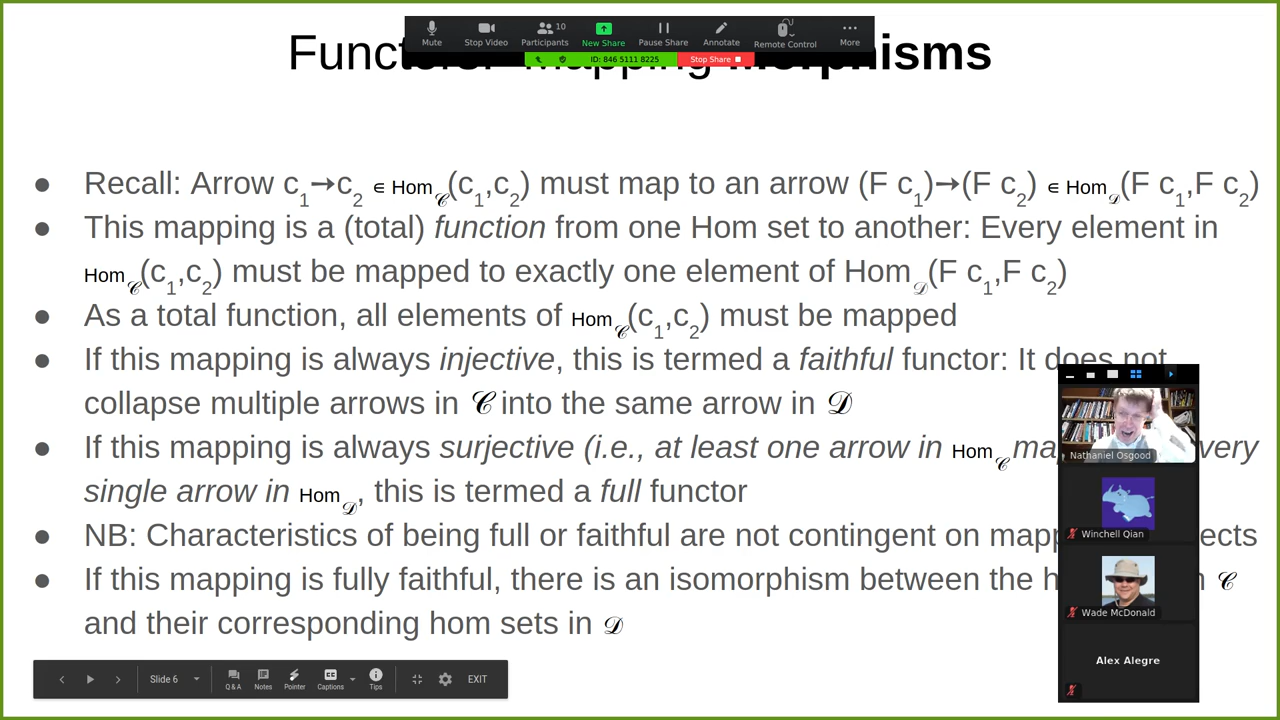 Mute
Stop Video
Participants
10
New Share
Pause Share
Annotate
Remote Control
More
ID: 846 5111 8225
Stop Share
Mapping
● Recall: Arrow c1→c2 ∈ Hom𝒞(c1,c2) must map to an arrow (F c1)→(F c2) ∈ Hom𝒟(F c1,F c2)
● This mapping is a (total) function from one Hom set to another: Every element in
Hom𝒞(c1,c2) must be mapped to exactly one element of Hom𝒟(F c1,F c2)
● As a total function, all elements of Hom𝒞(c1,c2) must be mapped
● If this mapping is always injective, this is termed a faithful functor: It does not
collapse multiple arrows in 𝒞 into the same arrow in 𝒟
● If this mapping is always surjective (i.e., at least one arrow in Hom𝒞
single arrow in Hom𝒟, this is termed a full functor
● NB: Characteristics of being full or faithful are not contingent on
● If this mapping is fully faithful, there is an isomorphism between the 𝒞
and their corresponding hom sets in 𝒟
Nathaniel Osgood
Winchell Qian
Wade McDonald
Alex Alegre
Slide 6
Q & A
Notes
Pointer
Captions
Tips
EXIT